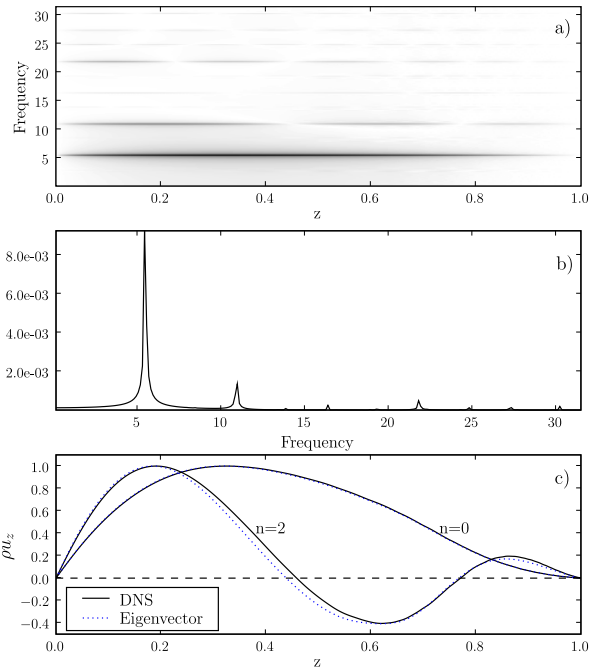 a)
30
25
20
15
10
5
Frequency
0.0 0.2 0.4 0.6 0.8 1.0
z
b)
8.0e-03
6.0e-03
4.0e-03
2.0e-03
5 10 15 20 25 30
Frequency
c)
1.0
0.8
0.6
0.4
0.2
0.0
−0.2
−0.4
ρu_z
n=2 n=0
DNS
Eigenvector
0.0 0.2 0.4 0.6 0.8 1.0
z